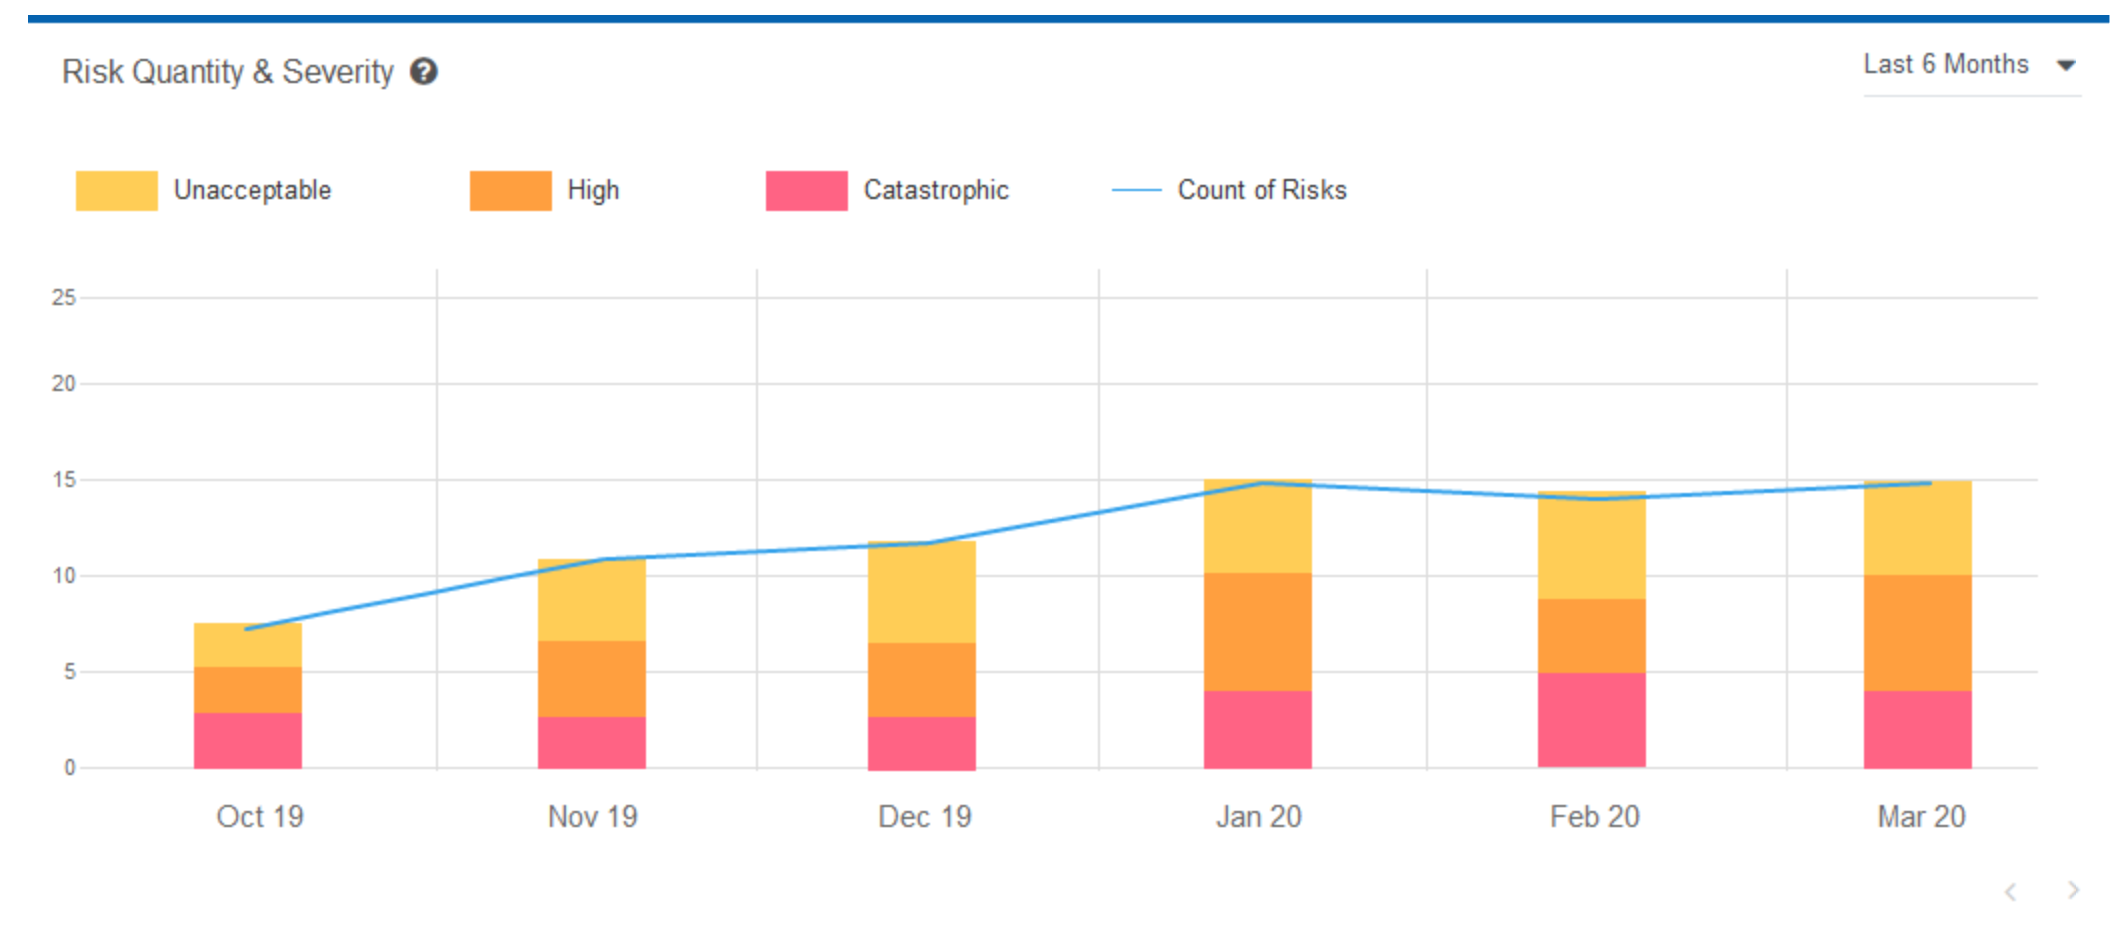 Risk Quantity & Severity ?
Last 6 Months
Unacceptable
High
Catastrophic
Count of Risks
25
20
15
10
5
0
Oct 19
Nov 19
Dec 19
Jan 20
Feb 20
Mar 20